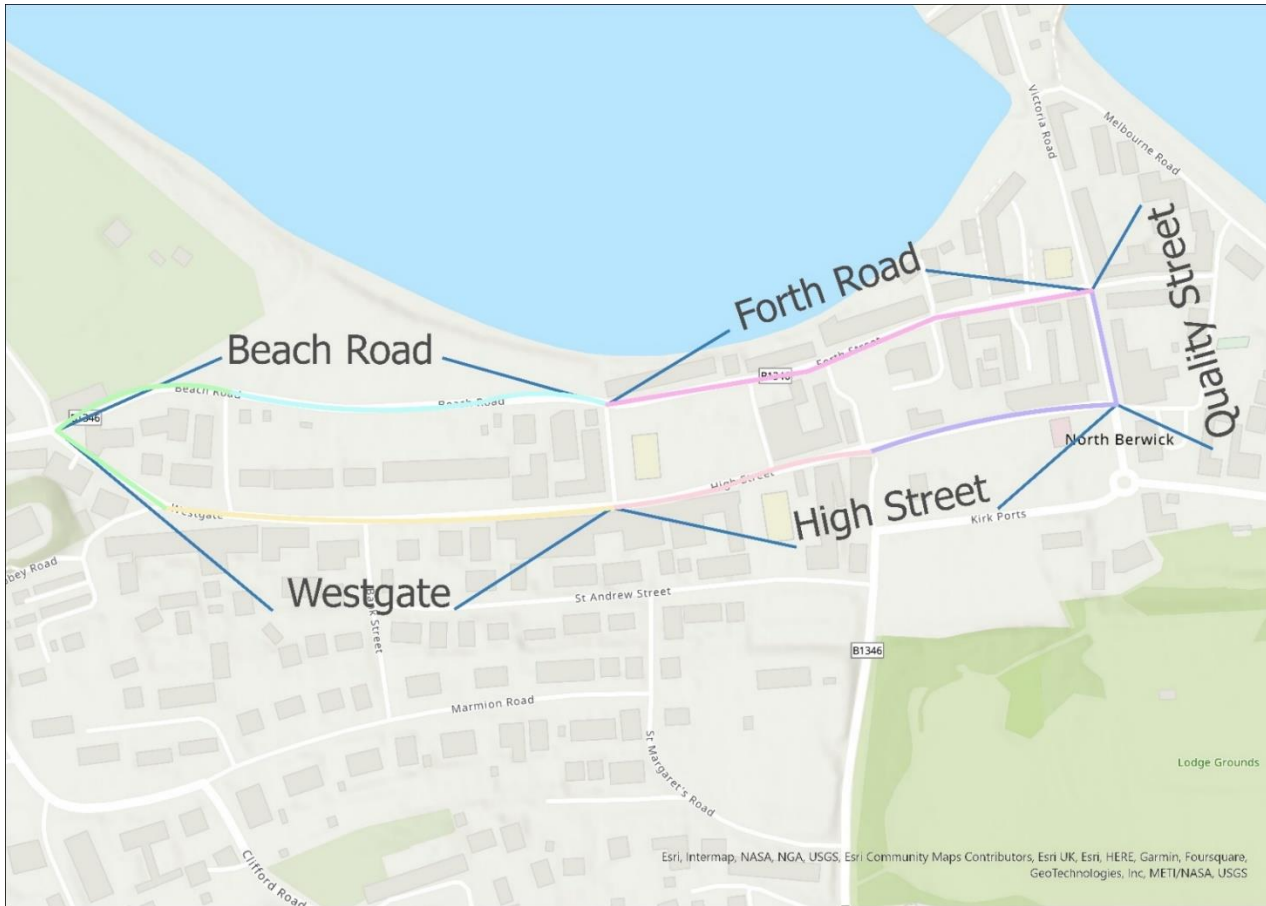 Victoria Road
Melbourne Road
Quality Street
Forth Road
Beach Road
B1346
Forth Street
Beach Road
Beach Road
B1346
North Berwick
High Street
High Street
Westgate
Kirk Ports
Westgate
St Andrew Street
Bank Street
B1346
Marmion Road
St Margaret's Road
Lodge Grounds
Clifford Road
Esri, Intermap, NASA, NGA, USGS, Esri Community Maps Contributors, Esri UK, Esri, HERE, Garmin, Foursquare,
GeoTechnologies, Inc, METI/NASA, USGS